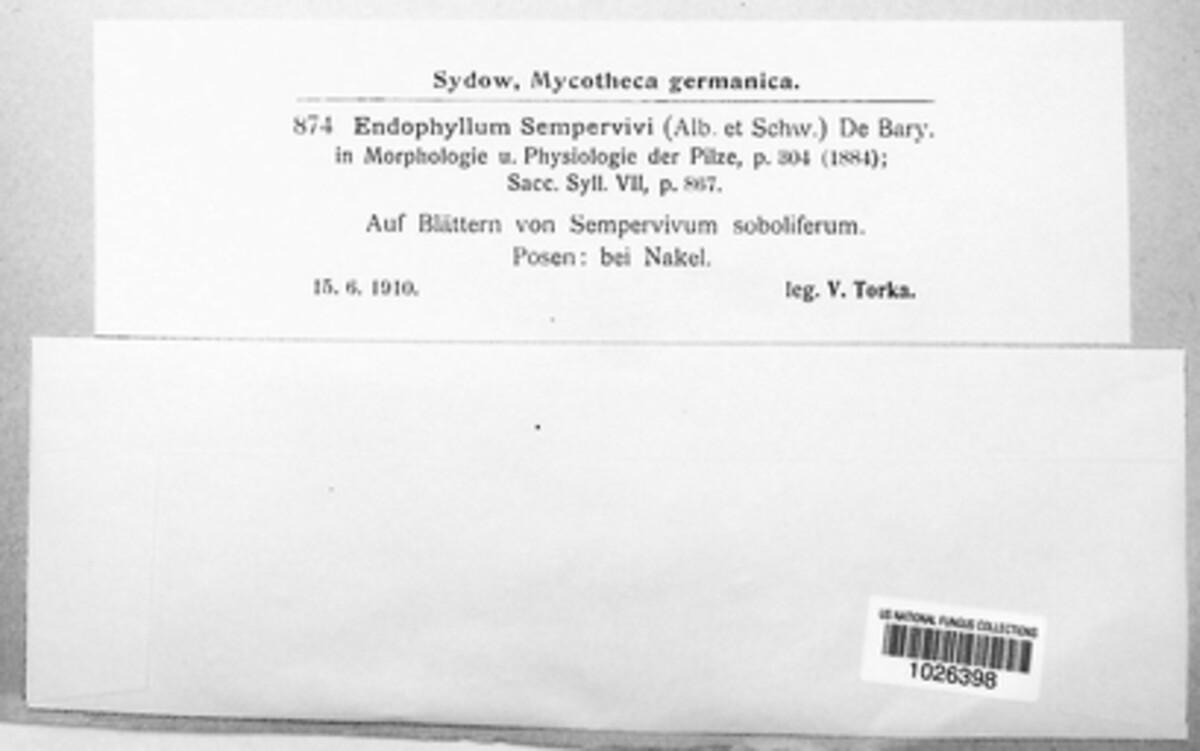 Sydow, Mycotheca germanica.
874 Endophyllum Sempervivi (Alb. et Schw.) De Bary.
in Morphologie u. Physiologie der Pilze, p. 304 (1884);
Sacc. Syll. VII, p. 867.
Auf Blättern von Sempervivum soboliferum.
Posen: bei Nakel.
15. 6. 1910. leg. V. Torka.
US NATIONAL FUNGUS COLLECTIONS
1026398